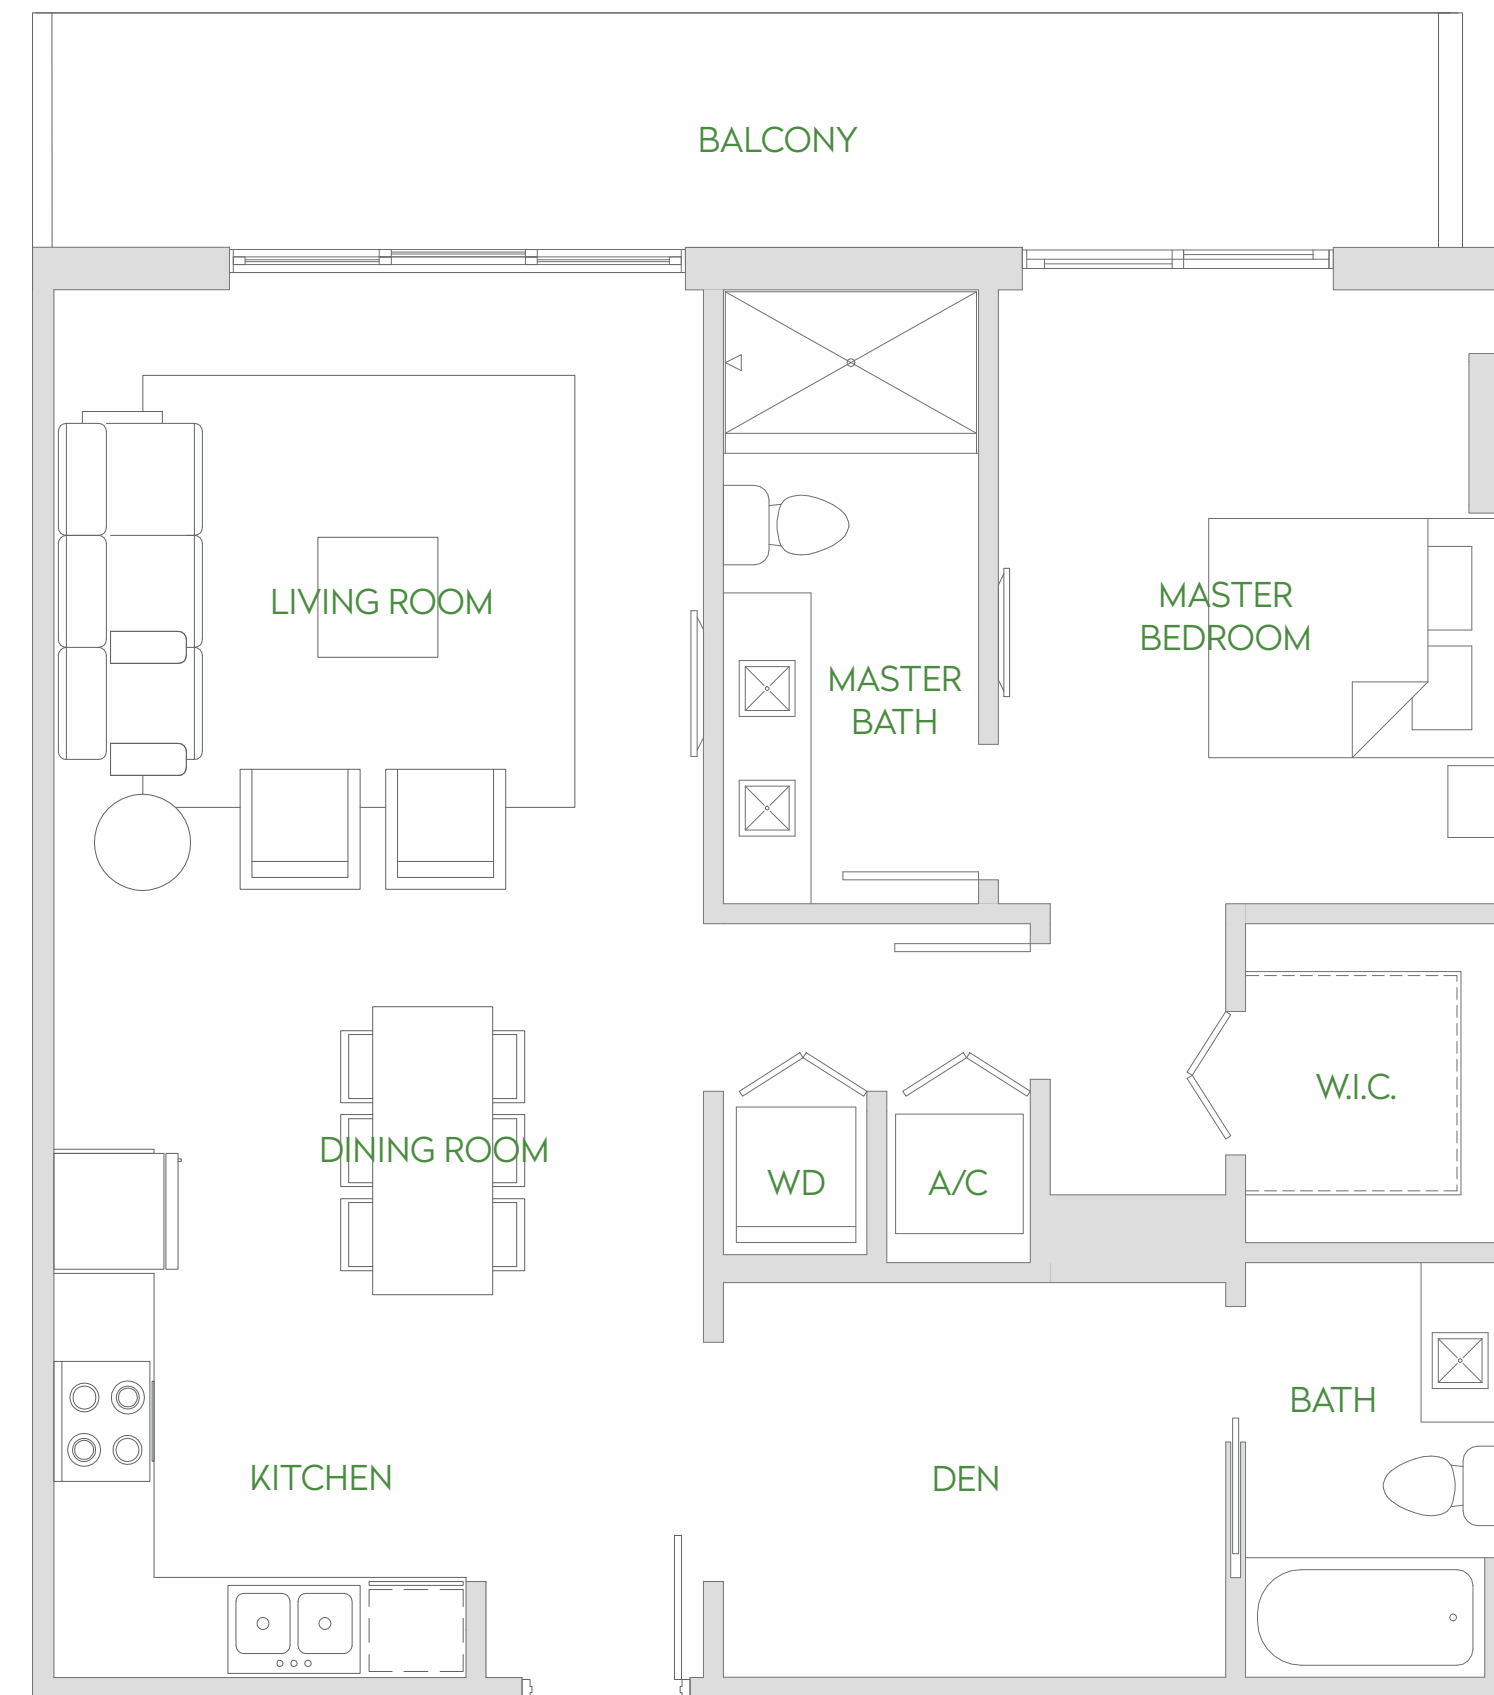 BALCONY
LIVING ROOM
MASTER
BEDROOM
MASTER
BATH
W.I.C.
DINING ROOM
WD
A/C
BATH
KITCHEN
DEN